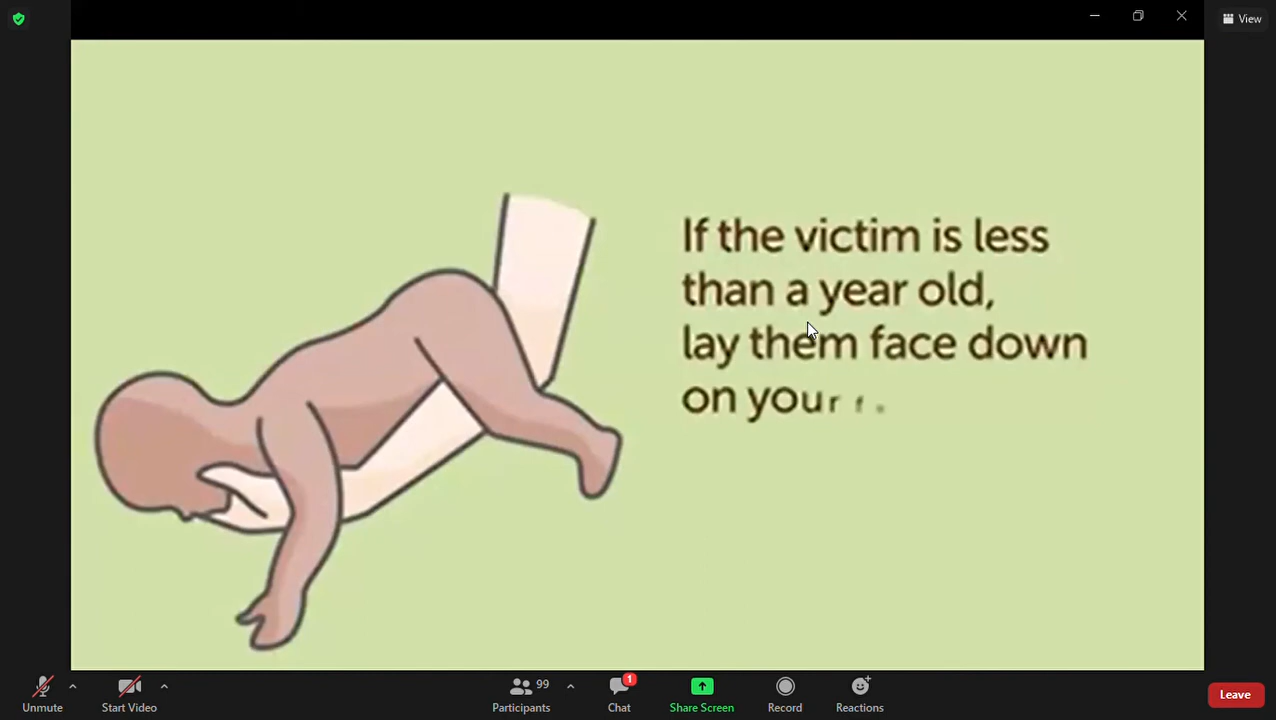 View
If the victim is less
than a year old,
lay them face down
on your f
Unmute
Start Video
99
Participants
1
Chat
Share Screen
Record
Reactions
Leave